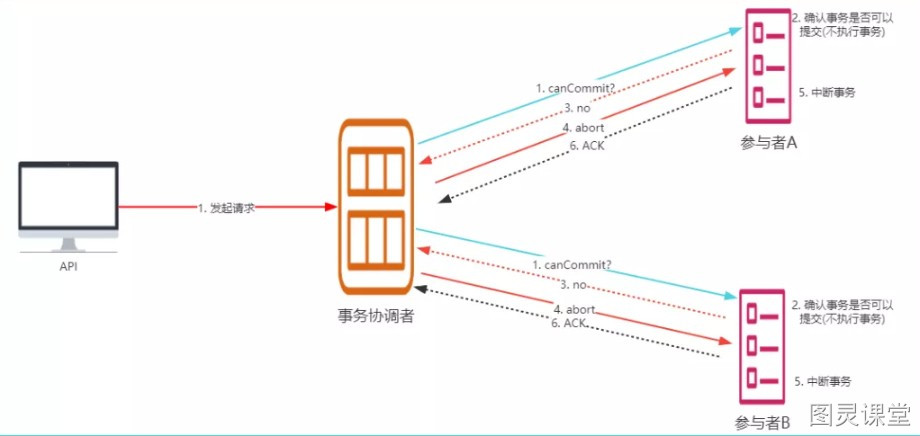 2. 确认事务是否可以
提交(不执行事务)
1. canCommit?
3. no
4. abort
6. ACK
5. 中断事务
参与者A
1. 发起请求
API
事务协调者
1. canCommit?
3. no
4. abort
6. ACK
2. 确认事务是否可以
提交(不执行事务)
5. 中断事务
参与者B
图灵课堂